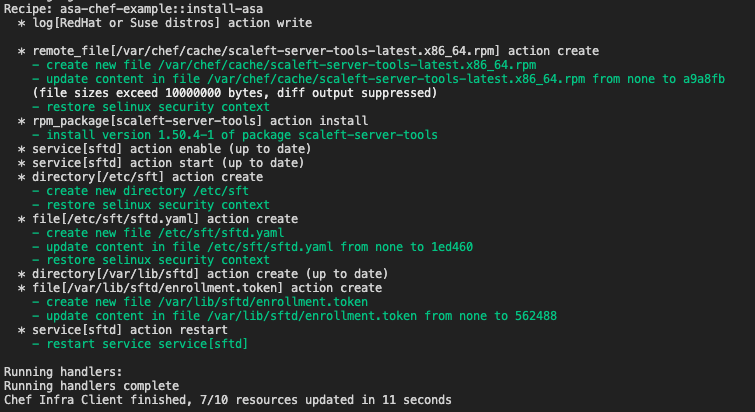 Recipe: asa-chef-example::install-asa
* log[RedHat or Suse distros] action write
* remote_file[/var/chef/cache/scaleft-server-tools-latest.x86_64.rpm] action create
- create new file /var/chef/cache/scaleft-server-tools-latest.x86_64.rpm
- update content in file /var/chef/cache/scaleft-server-tools-latest.x86_64.rpm from none to a9a8fb
(file sizes exceed 10000000 bytes, diff output suppressed)
- restore selinux security context
* rpm_package[scaleft-server-tools] action install
- install version 1.50.4-1 of package scaleft-server-tools
* service[sftd] action enable (up to date)
* service[sftd] action start (up to date)
* directory[/etc/sft] action create
- create new directory /etc/sft
- restore selinux security context
* file[/etc/sft/sftd.yaml] action create
- create new file /etc/sft/sftd.yaml
- update content in file /etc/sft/sftd.yaml from none to 1ed460
- restore selinux security context
* directory[/var/lib/sftd] action create (up to date)
* file[/var/lib/sftd/enrollment.token] action create
- create new file /var/lib/sftd/enrollment.token
- update content in file /var/lib/sftd/enrollment.token from none to 562488
* service[sftd] action restart
- restart service service[sftd]
Running handlers:
Running handlers complete
Chef Infra Client finished, 7/10 resources updated in 11 seconds